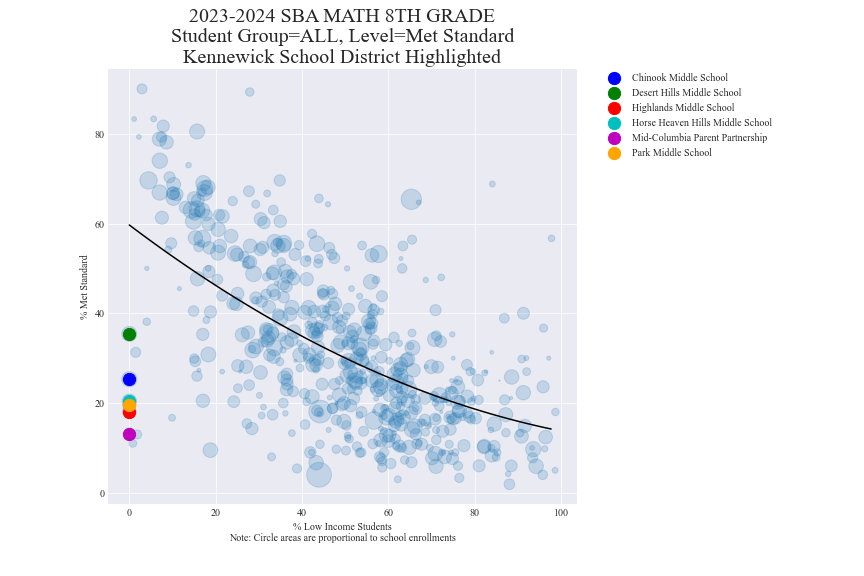 2023-2024 SBA MATH 8TH GRADE
Student Group=ALL, Level=Met Standard
Kennewick School District Highlighted
Chinook Middle School
Desert Hills Middle School
Highlands Middle School
Horse Heaven Hills Middle School
Mid-Columbia Parent Partnership
Park Middle School
% Met Standard
80
60
40
20
0
0 20 40 60 80 100
% Low Income Students
Note: Circle areas are proportional to school enrollments